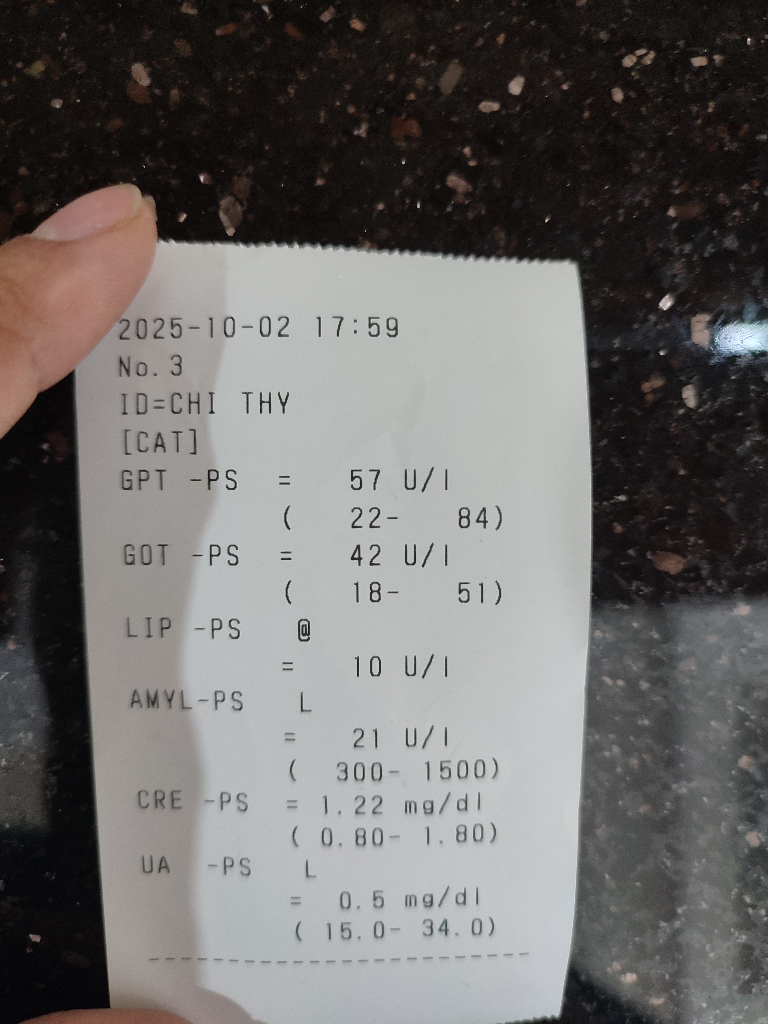 2025-10-02 17:59
No. 3
ID=CHI THY
[CAT]
GPT -PS = 57 U/l
( 22- 84)
GOT -PS = 42 U/l
( 18- 51)
LIP -PS @
= 10 U/l
AMYL-PS L
= 21 U/l
( 300- 1500)
CRE -PS = 1.22 mg/dl
( 0.80- 1.80)
UA -PS L
= 0.5 mg/dl
( 15.0- 34.0)